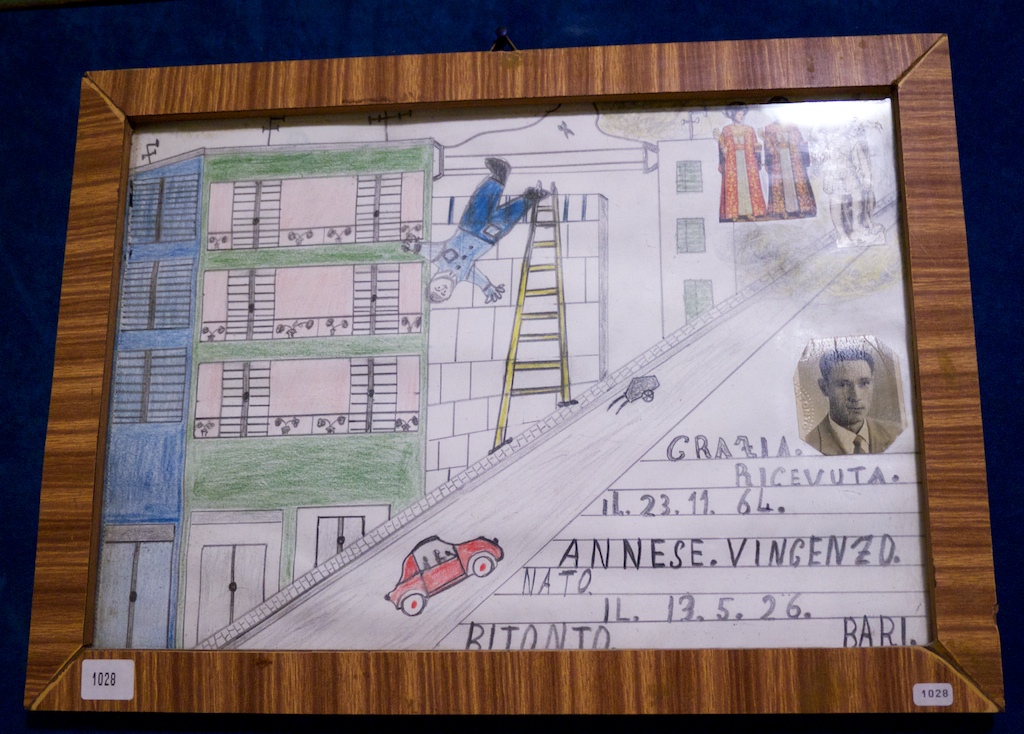 GRAZIA.
RICEVUTA.
IL. 23. 11. 64.
ANNESE. VINCENZO.
NATO.
IL. 13. 5. 26.
BITONTO. BARI.
1028
1028